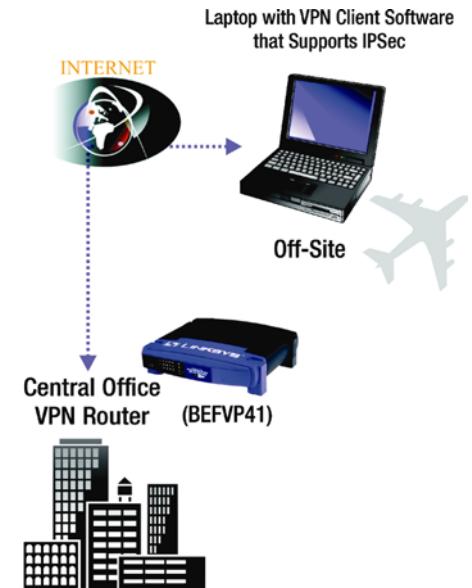 Laptop with VPN Client Software
that Supports IPSec
INTERNET
Off-Site
LINKSYS
Central Office
VPN Router
(BEFVP41)